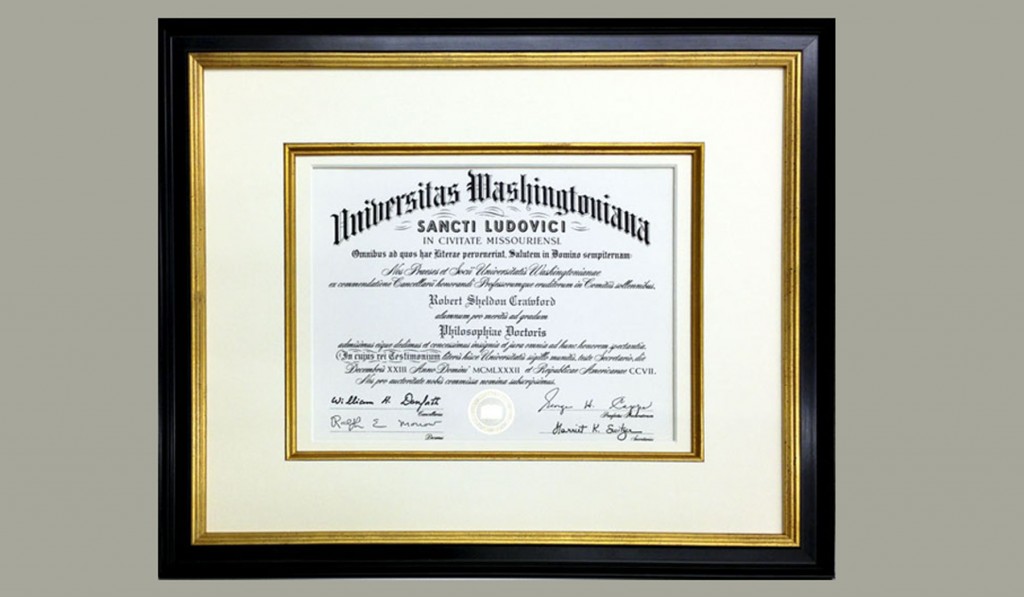 Universitas Washingtoniana
SANCTI LUDOVICI
IN CIVITATE MISSOURIENSI.
Omnibus ad quos hae literae pervenerint, Salutem in Domino sempiternam:
Nos Praeses et Socii Universitatis Washingtonianae
ex commendatione Cancellarii honorandi Professorumque eruditorum in Comitiis sollemnibus,
Robert Sheldon Crawford
alumnum pro meritis ad gradum
Philosophiae Doctoris
admisimus eique dedimus et concessimus insignia et jura omnia ad hunc honorem spectantia.
In cujus rei Testimonium literis hisce Universitatis sigillo munitis, teste Secretario, die
Decembris XXIII Anno Domini MCMLXXXII et Reipublicae Americanae CCVII.
Nos pro auctoritate nobis commissa nomina subscripsimus.
William H. Danforth
Cancellarius
George H. Capps
Ralph E. Morrow
Decanus
Harriet K. Switzer
Secretarius